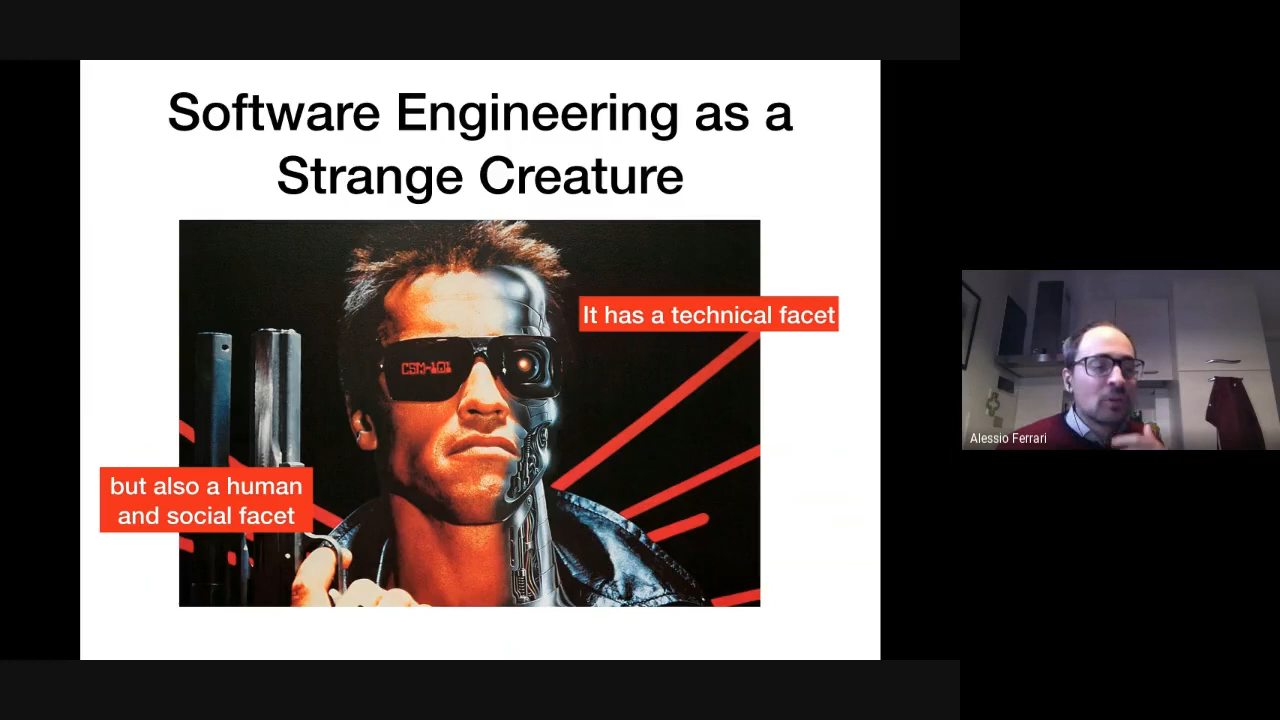 Software Engineering as a
Strange Creature
It has a technical facet
CSM-101
but also a human
and social facet
Alessio Ferrari